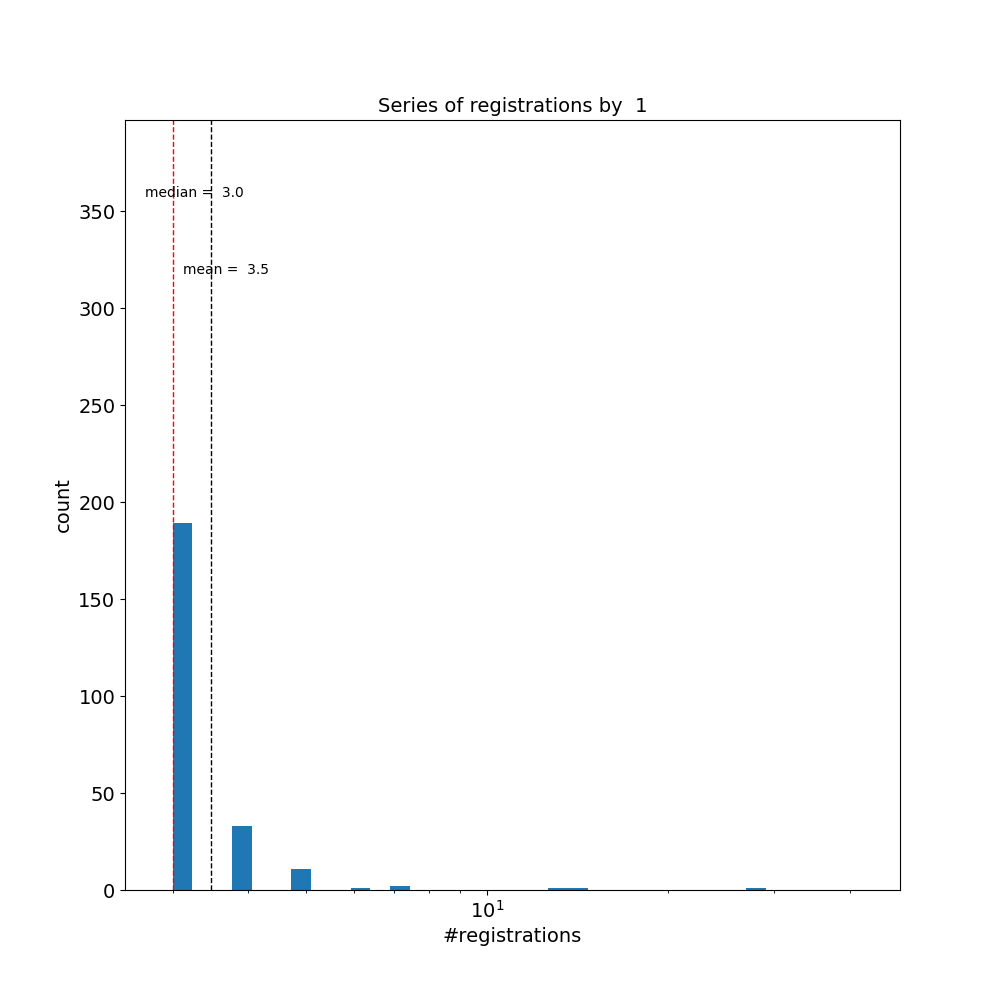 Series of registrations by  1
median =  3.0
mean =  3.5
350
300
250
200
150
100
50
0
count
10¹
#registrations